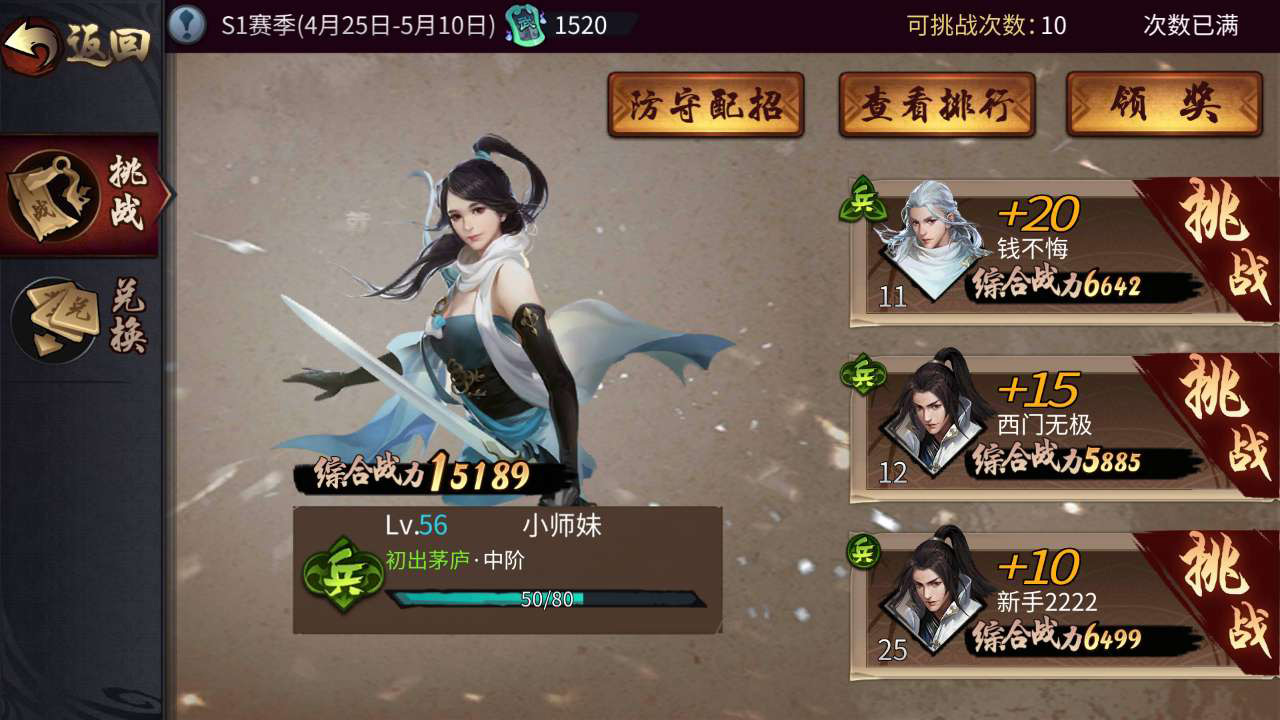 返回
S1赛季(4月25日-5月10日)
武
1520
可挑战次数：10
次数已满
防守配招
查看排行
领奖
挑战
兑换
兵
+20
钱不悔
综合战力6642
11
挑战
兵
+15
西门无极
综合战力5885
12
挑战
兵
+10
新手2222
综合战力6499
25
挑战
综合战力15189
Lv.56 小师妹
兵
初出茅庐·中阶
50/80